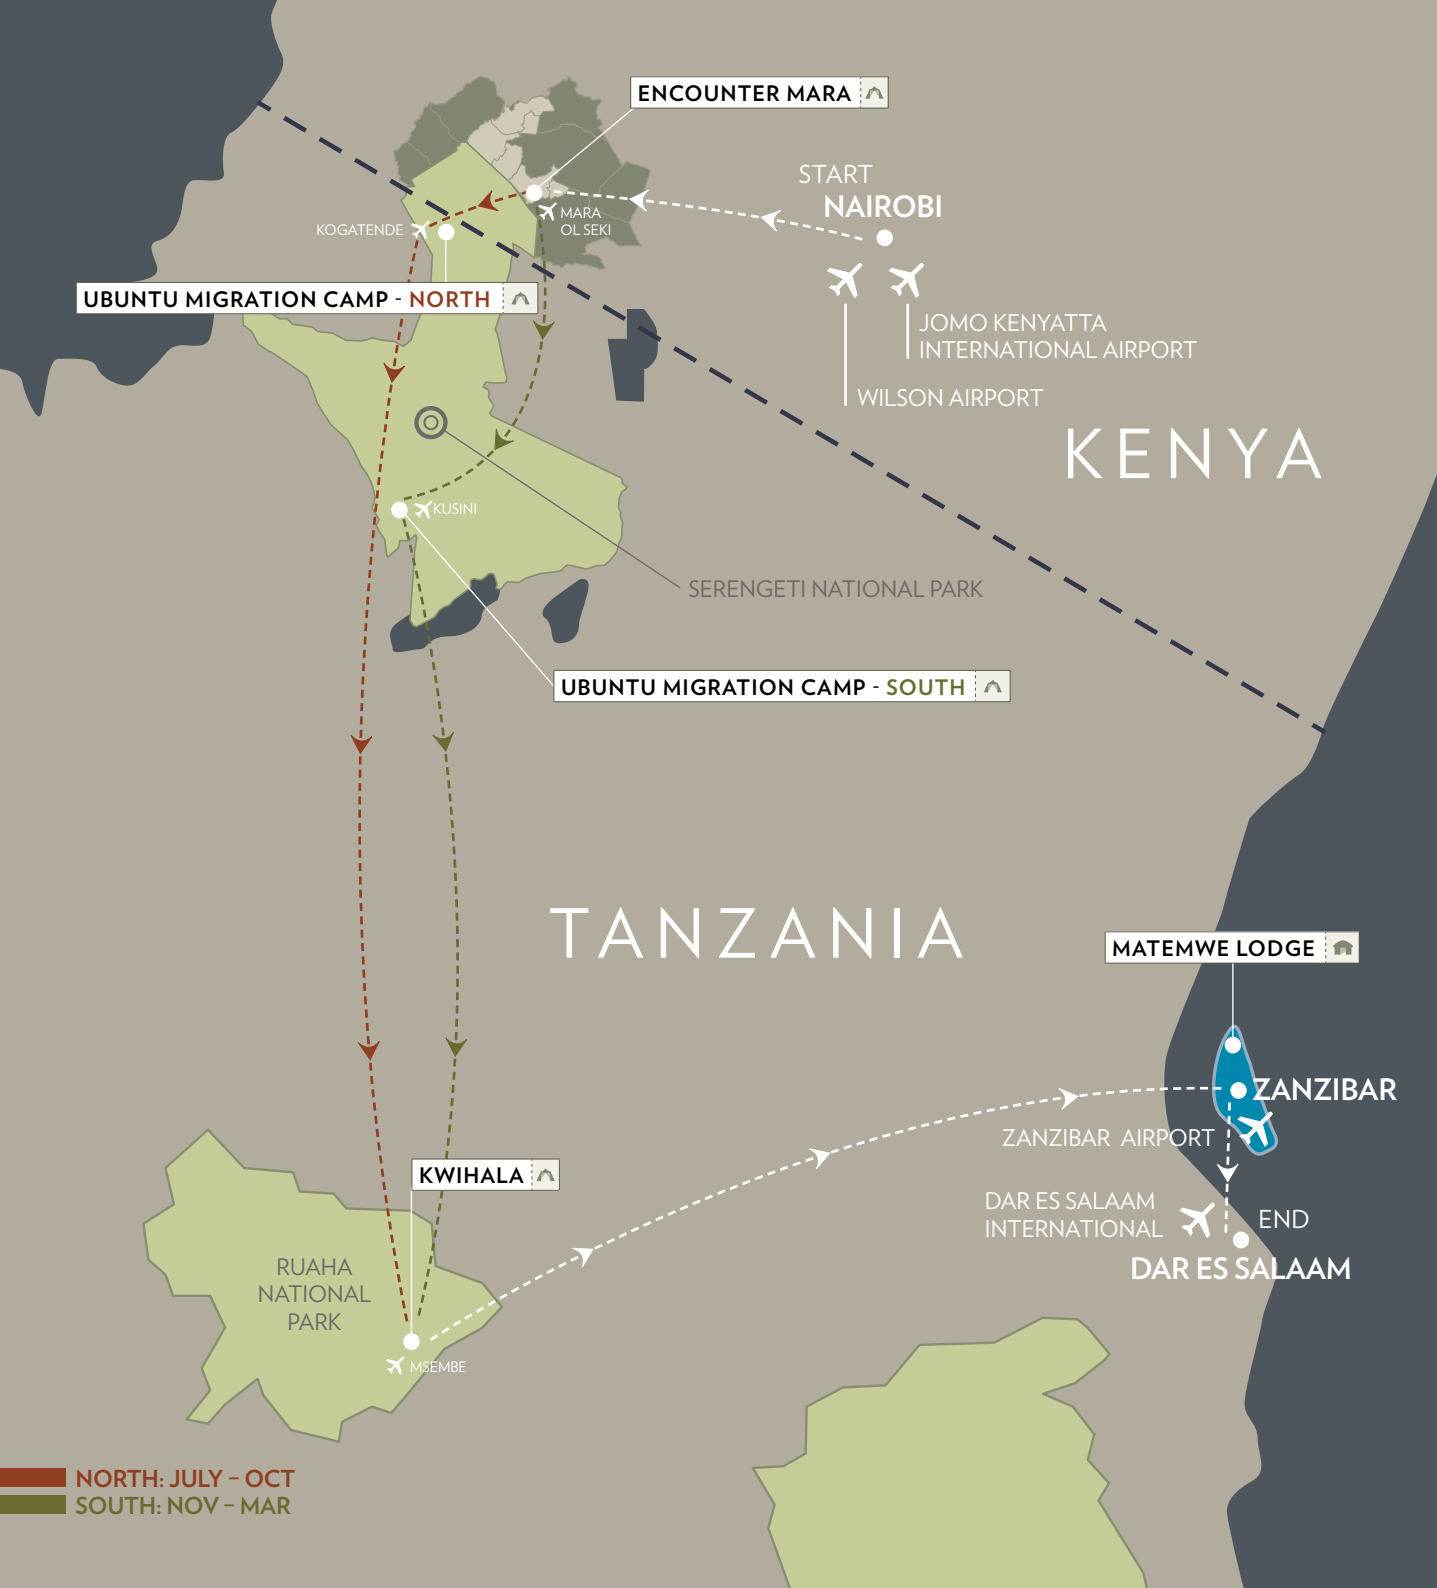 ENCOUNTER MARA
START
NAIROBI
MARA
OL SEKI
KOGATENDE
UBUNTU MIGRATION CAMP - NORTH
JOMO KENYATTA
INTERNATIONAL AIRPORT
WILSON AIRPORT
KENYA
KUSINI
SERENGETI NATIONAL PARK
UBUNTU MIGRATION CAMP - SOUTH
TANZANIA
MATEMWE LODGE
ZANZIBAR
ZANZIBAR AIRPORT
KWIHALA
DAR ES SALAAM
INTERNATIONAL
END
DAR ES SALAAM
RUAHA
NATIONAL
PARK
MSEMBE
NORTH: JULY – OCT
SOUTH: NOV – MAR